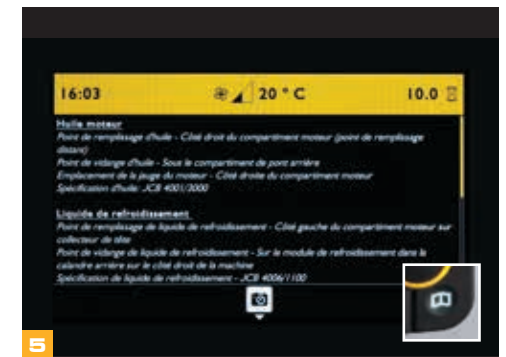 16:03 20 ° C 10.0
Huile moteur
Point de remplissage d'huile - Côté droit du compartiment moteur (point de remplissage
distant)
Point de vidange d'huile - Sous le compartiment de pont arrière
Emplacement de la jauge du moteur - Côté droite du compartiment moteur
Spécification d'huile: JCB 4001/3000
Liquide de refroidissement
Point de remplissage de liquide de refroidissement - Côté gauche du compartiment moteur sur
collecteur de tête
Point de vidange de liquide de refroidissement - Sur le module de refroidissement dans la
calandre arrière sur le côté droit de la machine
Spécification de liquide de refroidissement - JCB 4006/1100
5